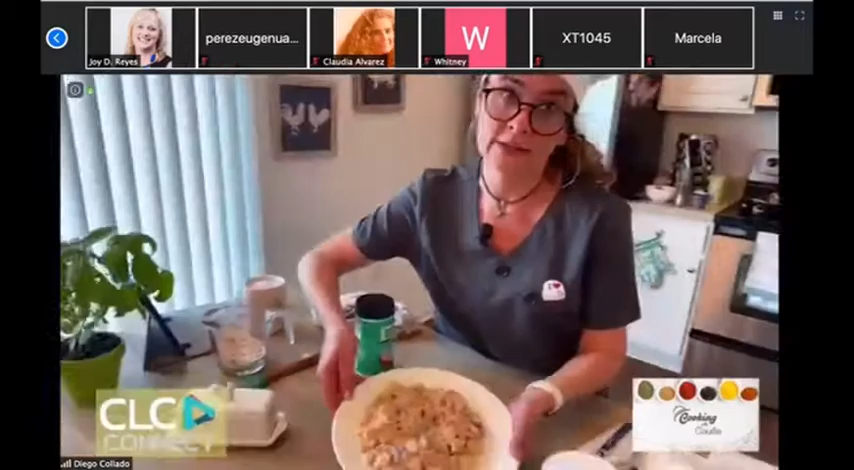 Joy D. Reyes
perezeugenua...
Claudia Alvarez
W
Whitney
XT1045
Marcela
CLC
CONNECT
Cooking
Claudia
Diego Collado